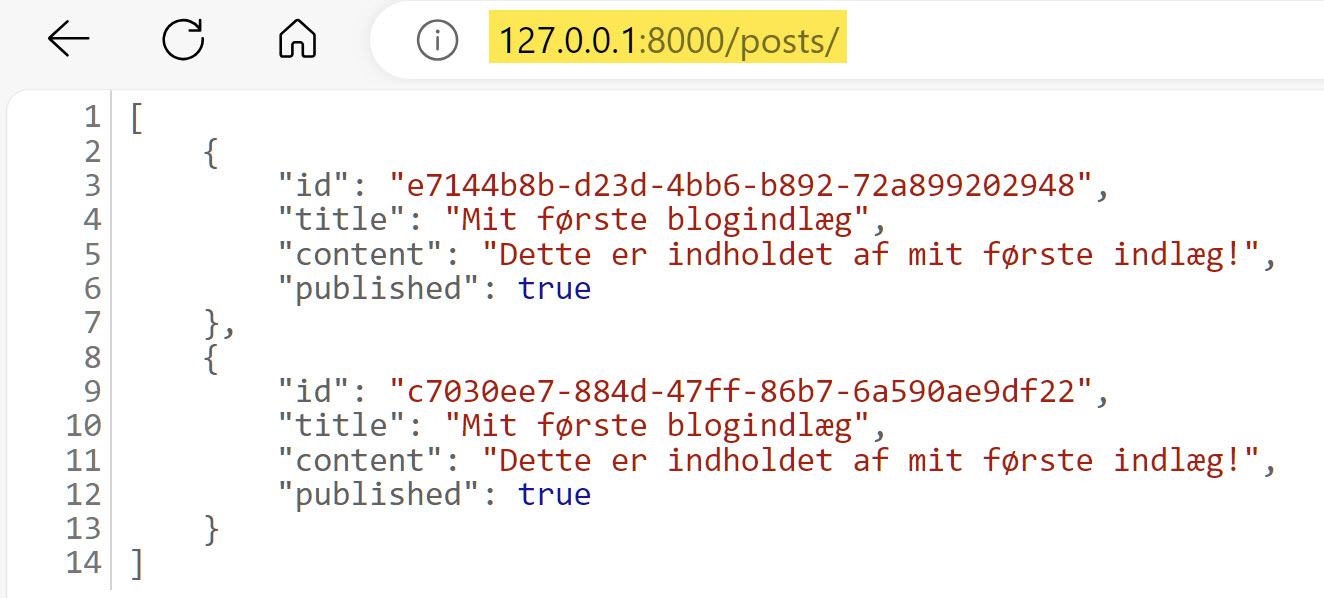 127.0.0.1:8000/posts/
1 [
2     {
3         "id": "e7144b8b-d23d-4bb6-b892-72a899202948",
4         "title": "Mit første blogindlæg",
5         "content": "Dette er indholdet af mit første indlæg!",
6         "published": true
7     },
8     {
9         "id": "c7030ee7-884d-47ff-86b7-6a590ae9df22",
10         "title": "Mit første blogindlæg",
11         "content": "Dette er indholdet af mit første indlæg!",
12         "published": true
13     }
14 ]